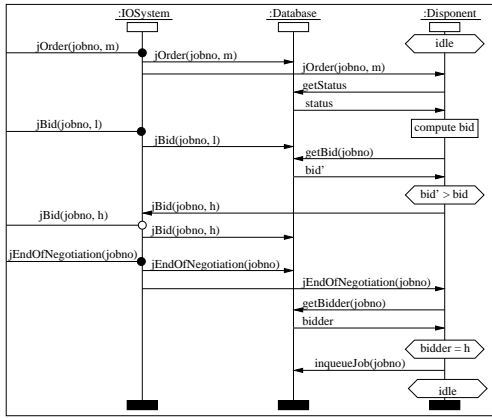 :IOSystem :Database :Disponent
idle
jOrder(jobno, m)
jOrder(jobno, m)
jOrder(jobno, m)
getStatus
status
compute bid
jBid(jobno, l)
jBid(jobno, l)
getBid(jobno)
bid'
bid' > bid
jBid(jobno, h)
jBid(jobno, h)
jBid(jobno, h)
jEndOfNegotiation(jobno)
jEndOfNegotiation(jobno)
jEndOfNegotiation(jobno)
getBidder(jobno)
bidder
bidder = h
inqueueJob(jobno)
idle